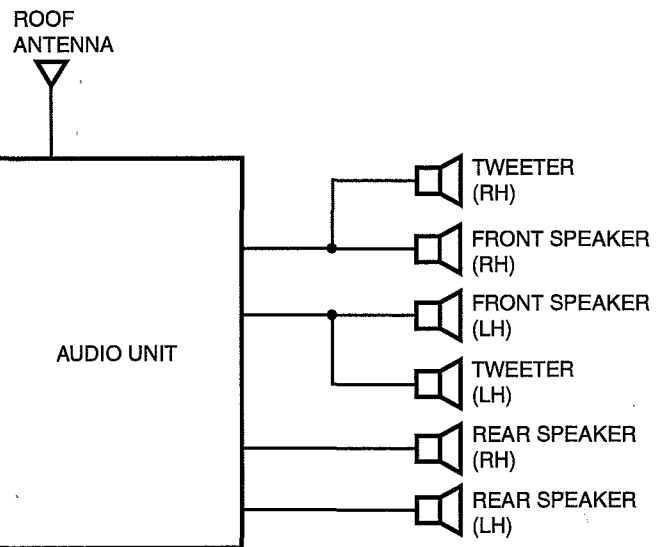 ROOF
ANTENNA
TWEETER
(RH)
FRONT SPEAKER
(RH)
FRONT SPEAKER
(LH)
AUDIO UNIT
TWEETER
(LH)
REAR SPEAKER
(RH)
REAR SPEAKER
(LH)